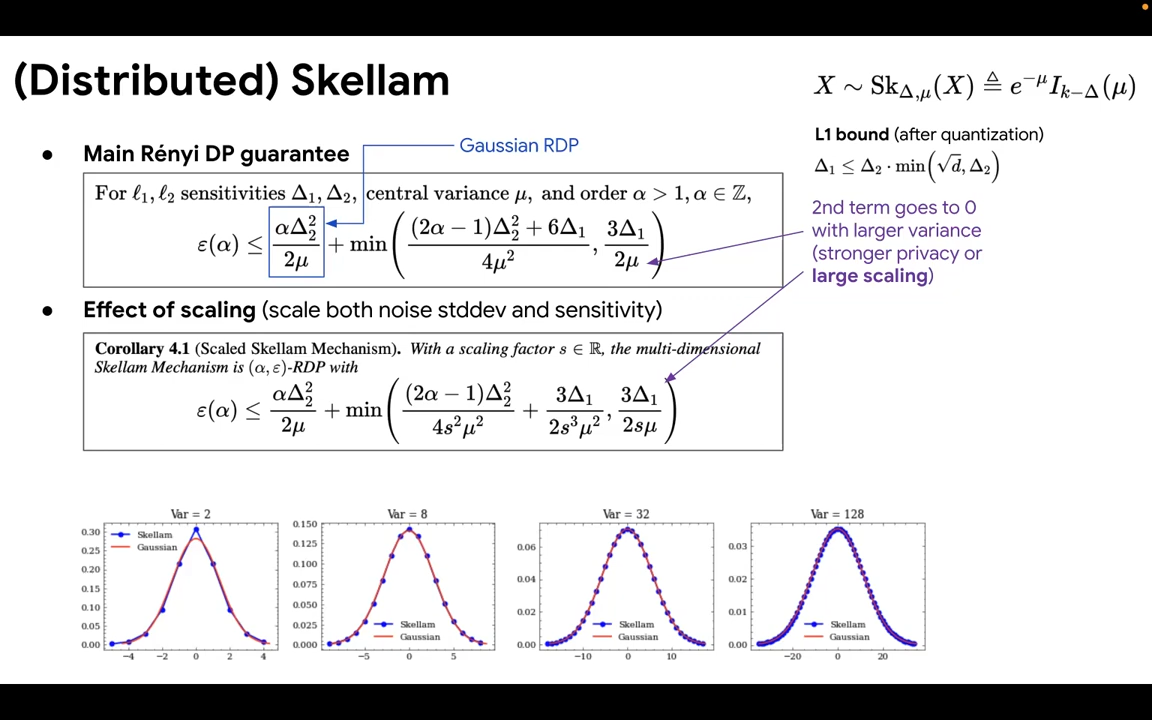 (Distributed) Skellam
X ∼ Sk_{Δ,μ}(X) ≜ e^{−μ} I_{k−Δ}(μ)
L1 bound (after quantization)
Δ₁ ≤ Δ₂ · min(√d, Δ₂)
● Main Rényi DP guarantee
Gaussian RDP
For ℓ₁, ℓ₂ sensitivities Δ₁, Δ₂, central variance μ, and order α > 1, α ∈ ℤ,
ε(α) ≤ αΔ₂²/2μ + min( ((2α − 1)Δ₂² + 6Δ₁)/4μ², 3Δ₁/2μ )
2nd term goes to 0
with larger variance
(stronger privacy or
large scaling)
● Effect of scaling (scale both noise stddev and sensitivity)
Corollary 4.1 (Scaled Skellam Mechanism). With a scaling factor s ∈ ℝ, the multi-dimensional
Skellam Mechanism is (α, ε)-RDP with
ε(α) ≤ αΔ₂²/2μ + min( (2α − 1)Δ₂²/4s²μ² + 3Δ₁/2s³μ², 3Δ₁/2sμ )
Var = 2
0.30
0.25
0.20
0.15
0.10
0.05
0.00
Skellam
Gaussian
−4 −2 0 2 4
Var = 8
0.150
0.125
0.100
0.075
0.050
0.025
0.000
Skellam
Gaussian
−5 0 5
Var = 32
0.06
0.04
0.02
0.00
Skellam
Gaussian
−10 0 10
Var = 128
0.03
0.02
0.01
0.00
Skellam
Gaussian
−20 0 20